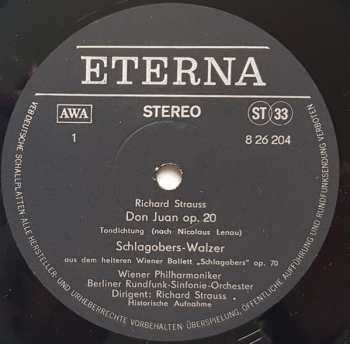 ETERNA
AWA
STEREO
ST 33
1
8 26 204
Richard Strauss
Don Juan op. 20
Tondichtung (nach Nicolaus Lenau)
Schlagobers-Walzer
aus dem heiteren Wiener Ballett „Schlagobers" op. 70
Wiener Philharmoniker
Berliner Rundfunk-Sinfonie-Orchester
Dirigent: Richard Strauss
Historische Aufnahme
VEB DEUTSCHE SCHALLPLATTEN ALLE HERSTELLER- UND URHEBERRECHTE VORBEHALTEN · ÜBERSPIELUNG, ÖFFENTLICHE AUFFÜHRUNG UND RUNDFUNKSENDUNG VERBOTEN